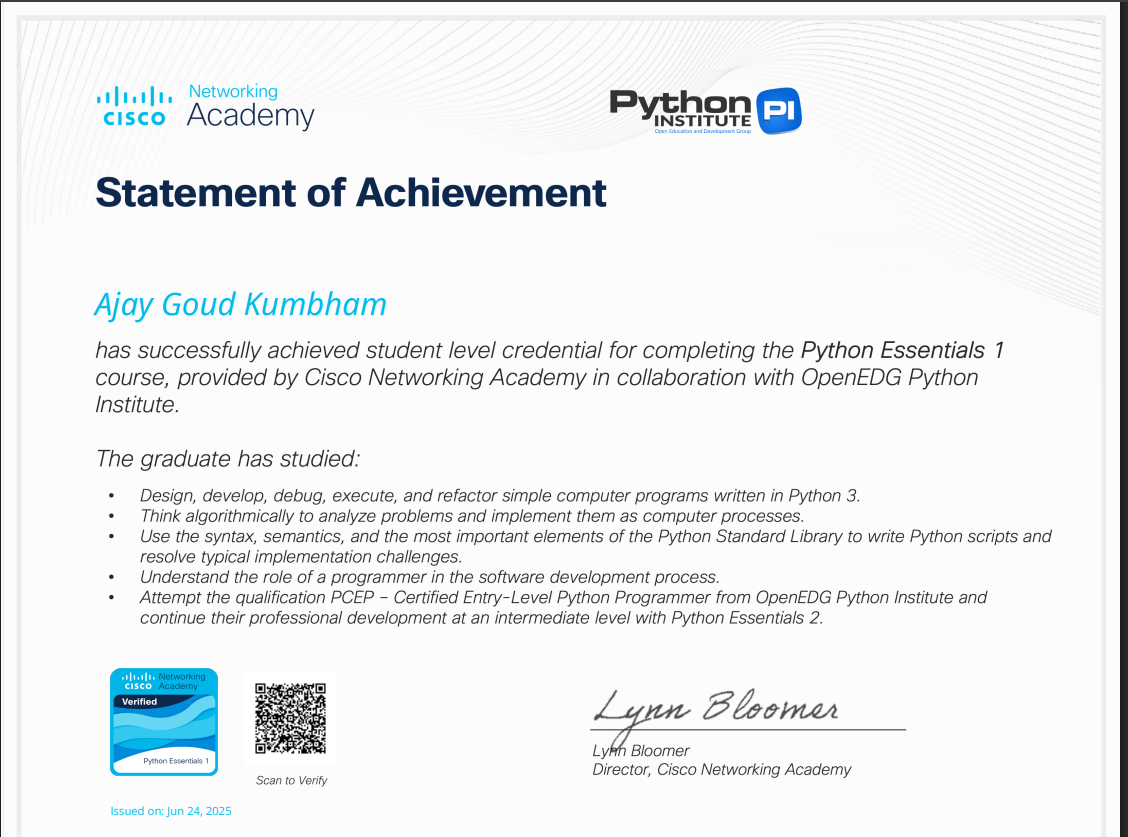 Networking
CISCO Academy
Python
INSTITUTE PI
Open Education and Development Group
Statement of Achievement
Ajay Goud Kumbham
has successfully achieved student level credential for completing the Python Essentials 1
course, provided by Cisco Networking Academy in collaboration with OpenEDG Python
Institute.
The graduate has studied:
• Design, develop, debug, execute, and refactor simple computer programs written in Python 3.
• Think algorithmically to analyze problems and implement them as computer processes.
• Use the syntax, semantics, and the most important elements of the Python Standard Library to write Python scripts and
resolve typical implementation challenges.
• Understand the role of a programmer in the software development process.
• Attempt the qualification PCEP – Certified Entry-Level Python Programmer from OpenEDG Python Institute and
continue their professional development at an intermediate level with Python Essentials 2.
Networking
CISCO Academy
Verified
Python Essentials 1
Scan to Verify
Issued on: Jun 24, 2025
Lynn Bloomer
Lynn Bloomer
Director, Cisco Networking Academy